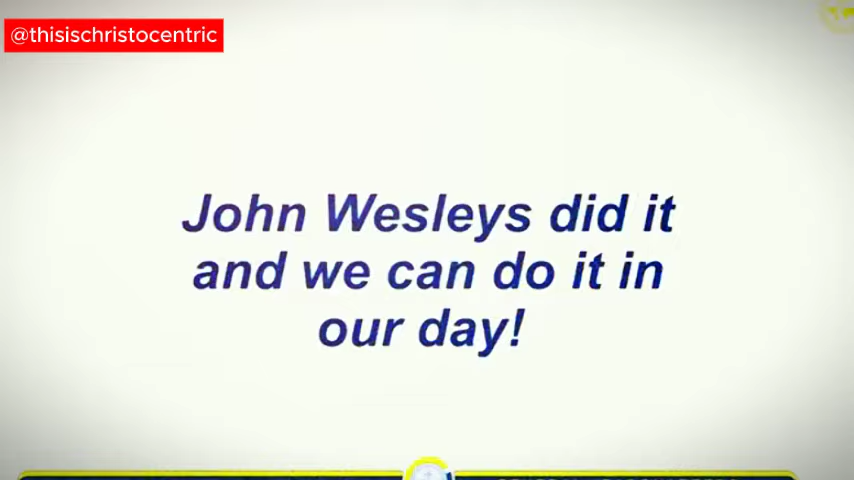 @thisischristocentric
John Wesleys did it
and we can do it in
our day!